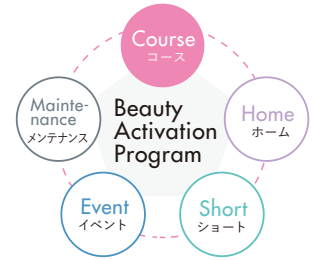 Course
コース
Mainte-
nance
メンテナンス
Beauty
Activation
Program
Home
ホーム
Event
イベント
Short
ショート